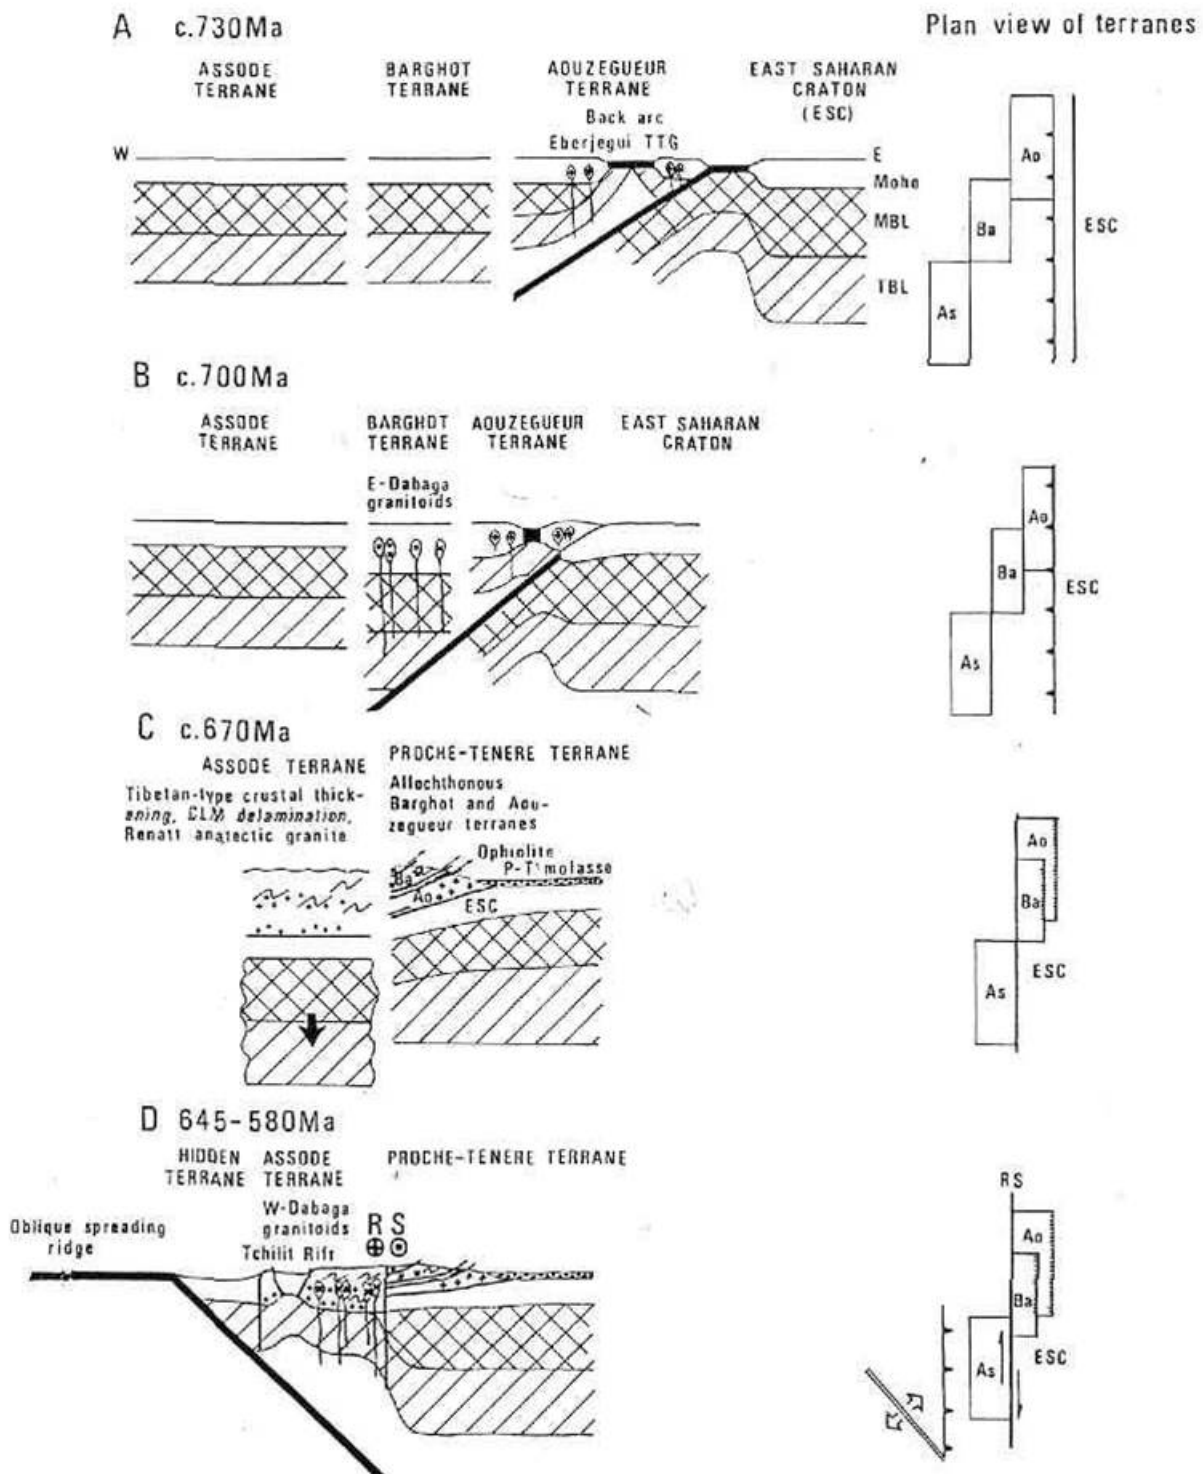 A c.730Ma
Plan view of terranes
ASSODE
TERRANE
BARGHOT
TERRANE
AOUZEGUEUR
TERRANE
EAST SAHARAN
CRATON
(ESC)
Back arc
Eberjegui TTG
W
E
Moho
MBL
TBL
Ao
Ba
As
ESC
B c.700Ma
ASSODE
TERRANE
BARGHOT
TERRANE
AOUZEGUEUR
TERRANE
EAST SAHARAN
CRATON
E-Dabaga
granitoids
Ao
Ba
As
ESC
C c.670Ma
ASSODE TERRANE
Tibetan-type crustal thick-
ening, CLM delamination,
Renatt anatectic granite
PROCHE-TENERE TERRANE
Allochthonous
Barghot and Aou-
zegueur terranes
Ophiolite
P-T molasse
Ba
Ao
ESC
Ao
Ba
As
ESC
D 645-580Ma
HIDDEN
TERRANE
ASSODE
TERRANE
PROCHE-TENERE TERRANE
W-Dabaga
granitoids
Oblique spreading
ridge
Tchilit Rift
R S
RS
Ao
Ba
As
ESC